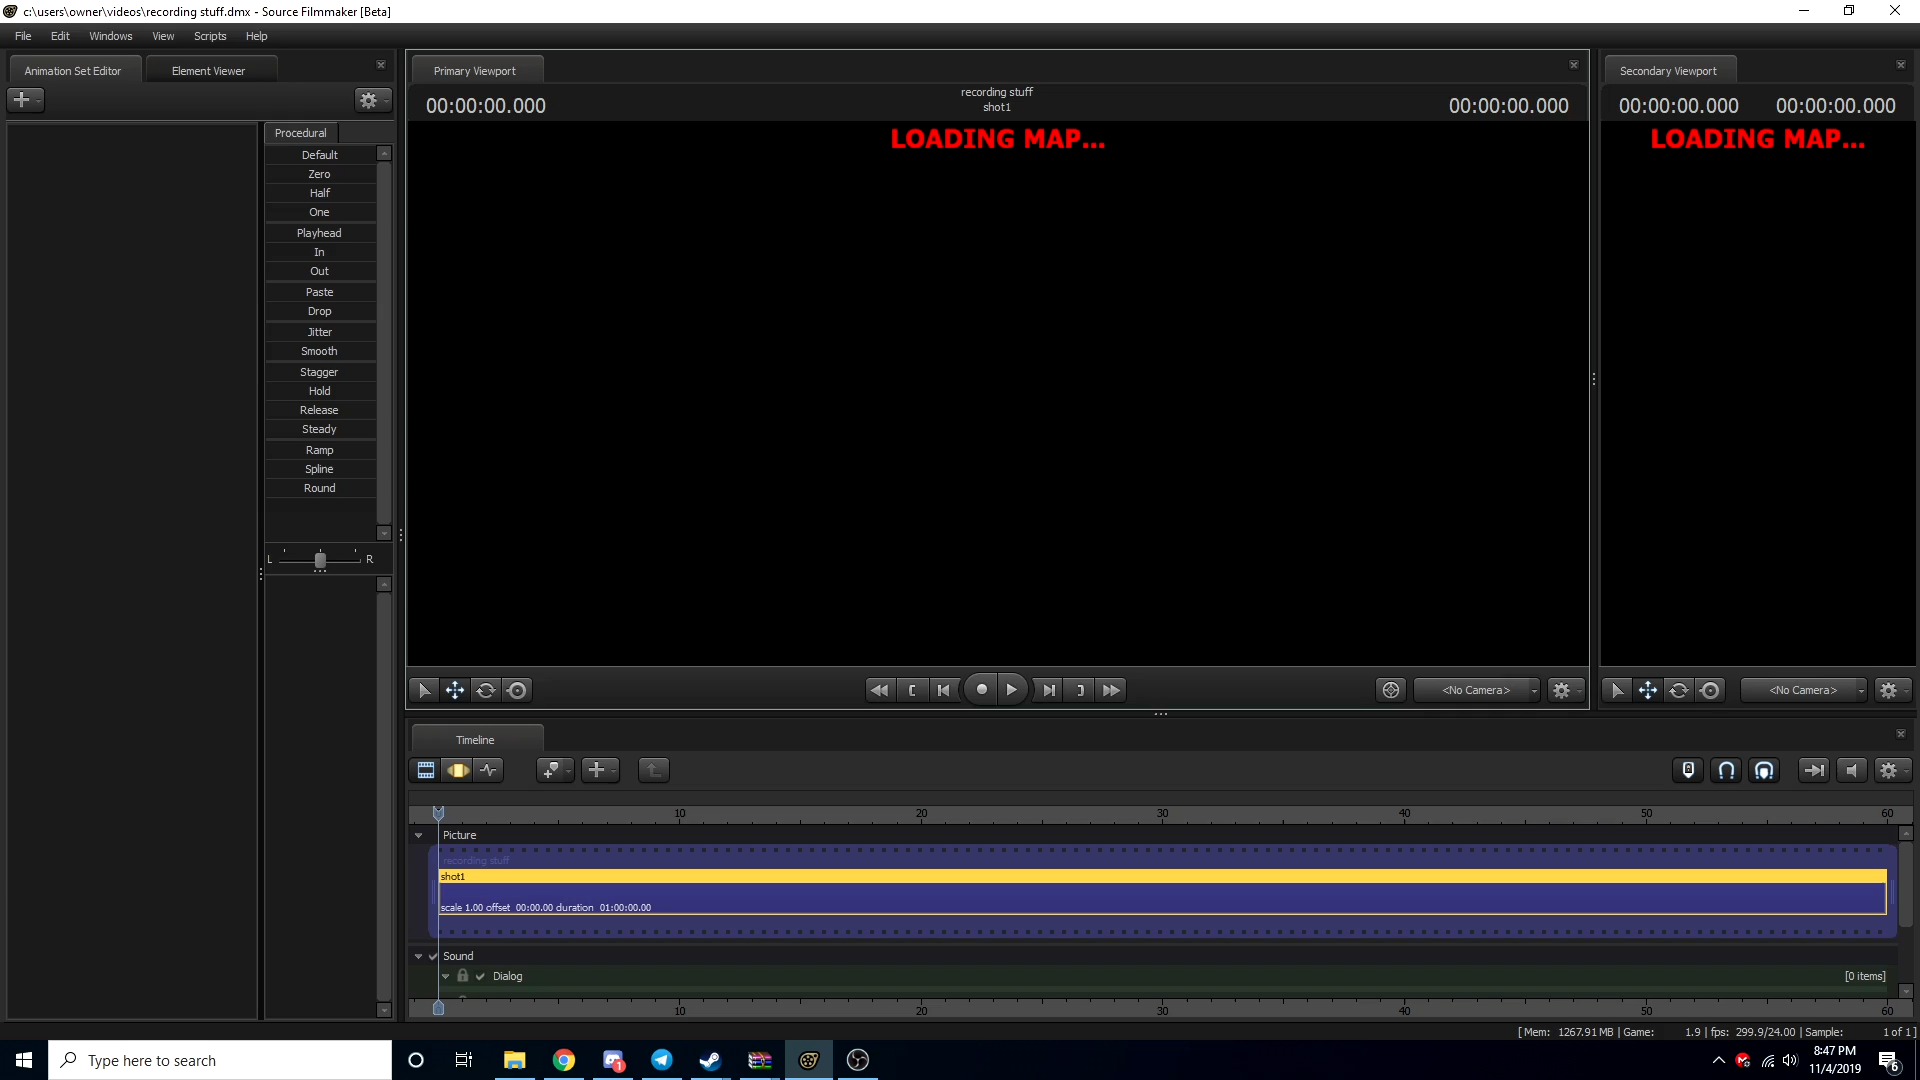 c:\users\owner\videos\recording stuff.dmx - Source Filmmaker [Beta]
File Edit Windows View Scripts Help
Animation Set Editor Element Viewer
Primary Viewport
Secondary Viewport
00:00:00.000
recording stuff
shot1
00:00:00.000
00:00:00.000 00:00:00.000
LOADING MAP...
LOADING MAP...
Procedural
Default
Zero
Half
One
Playhead
In
Out
Paste
Drop
Jitter
Smooth
Stagger
Hold
Release
Steady
Ramp
Spline
Round
L R
<No Camera>
<No Camera>
Timeline
10 20 30 40 50 60
Picture
recording stuff
shot1
scale 1.00 offset 00:00.00 duration 01:00:00.00
Sound
Dialog [0 items]
10 20 30 40 50 60
[ Mem: 1267.91 MB | Game: 1.9 | fps: 299.9/24.00 | Sample: 1 of 1 ]
Type here to search
1
8:47 PM
11/4/2019
6